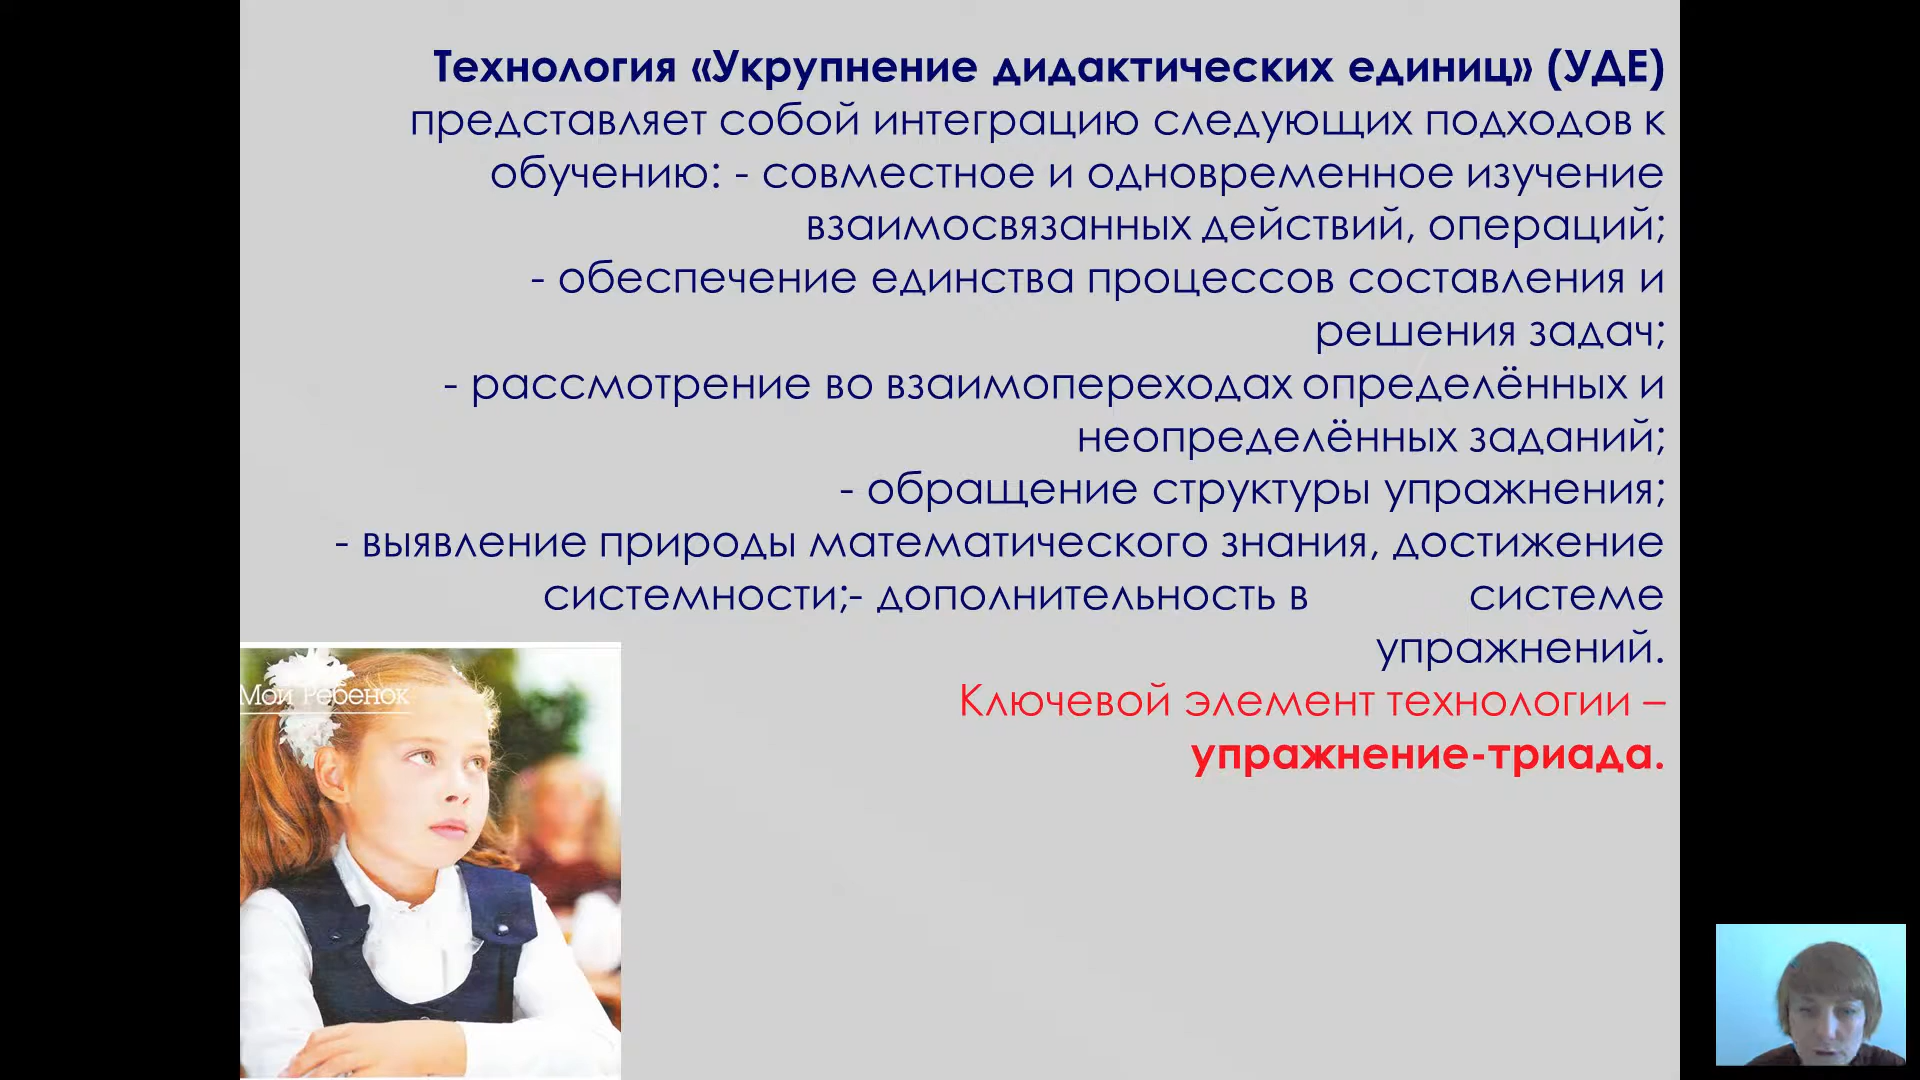 Технология «Укрупнение дидактических единиц» (УДЕ)
представляет собой интеграцию следующих подходов к
обучению: - совместное и одновременное изучение
взаимосвязанных действий, операций;
- обеспечение единства процессов составления и
решения задач;
- рассмотрение во взаимопереходах определённых и
неопределённых заданий;
- обращение структуры упражнения;
- выявление природы математического знания, достижение
системности;- дополнительность в системе
упражнений.
Ключевой элемент технологии –
упражнение-триада.
Мой Ребенок